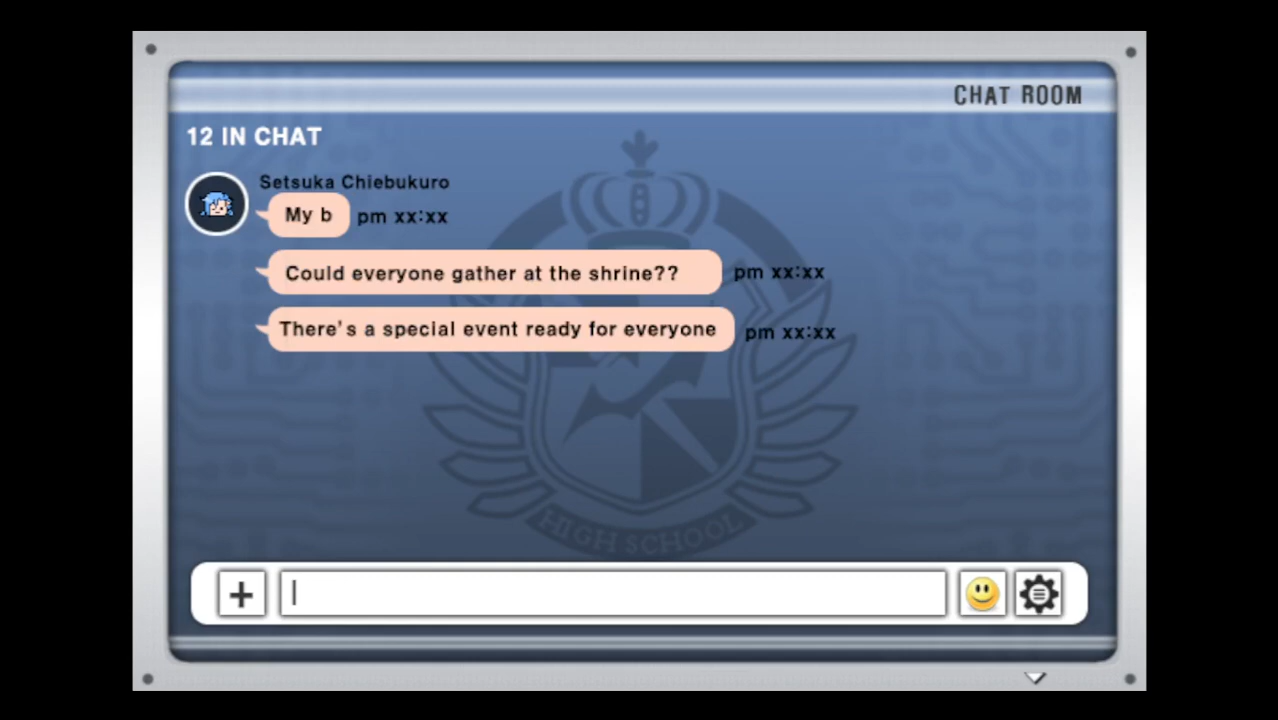 CHAT ROOM
12 IN CHAT
Setsuka Chiebukuro
My b pm xx:xx
Could everyone gather at the shrine?? pm xx:xx
There's a special event ready for everyone pm xx:xx
HIGH SCHOOL